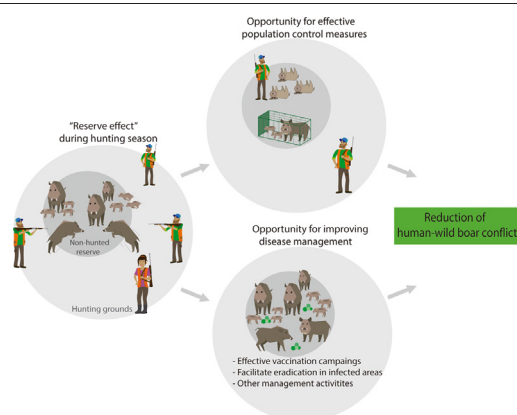 Opportunity for effective
population control measures
"Reserve effect"
during hunting season
Non-hunted
reserve
Hunting grounds
Opportunity for improving
disease management
- Effective vaccination campaings
- Facilitate eradication in infected areas
- Other management activitites
Reduction of
human-wild boar conflict